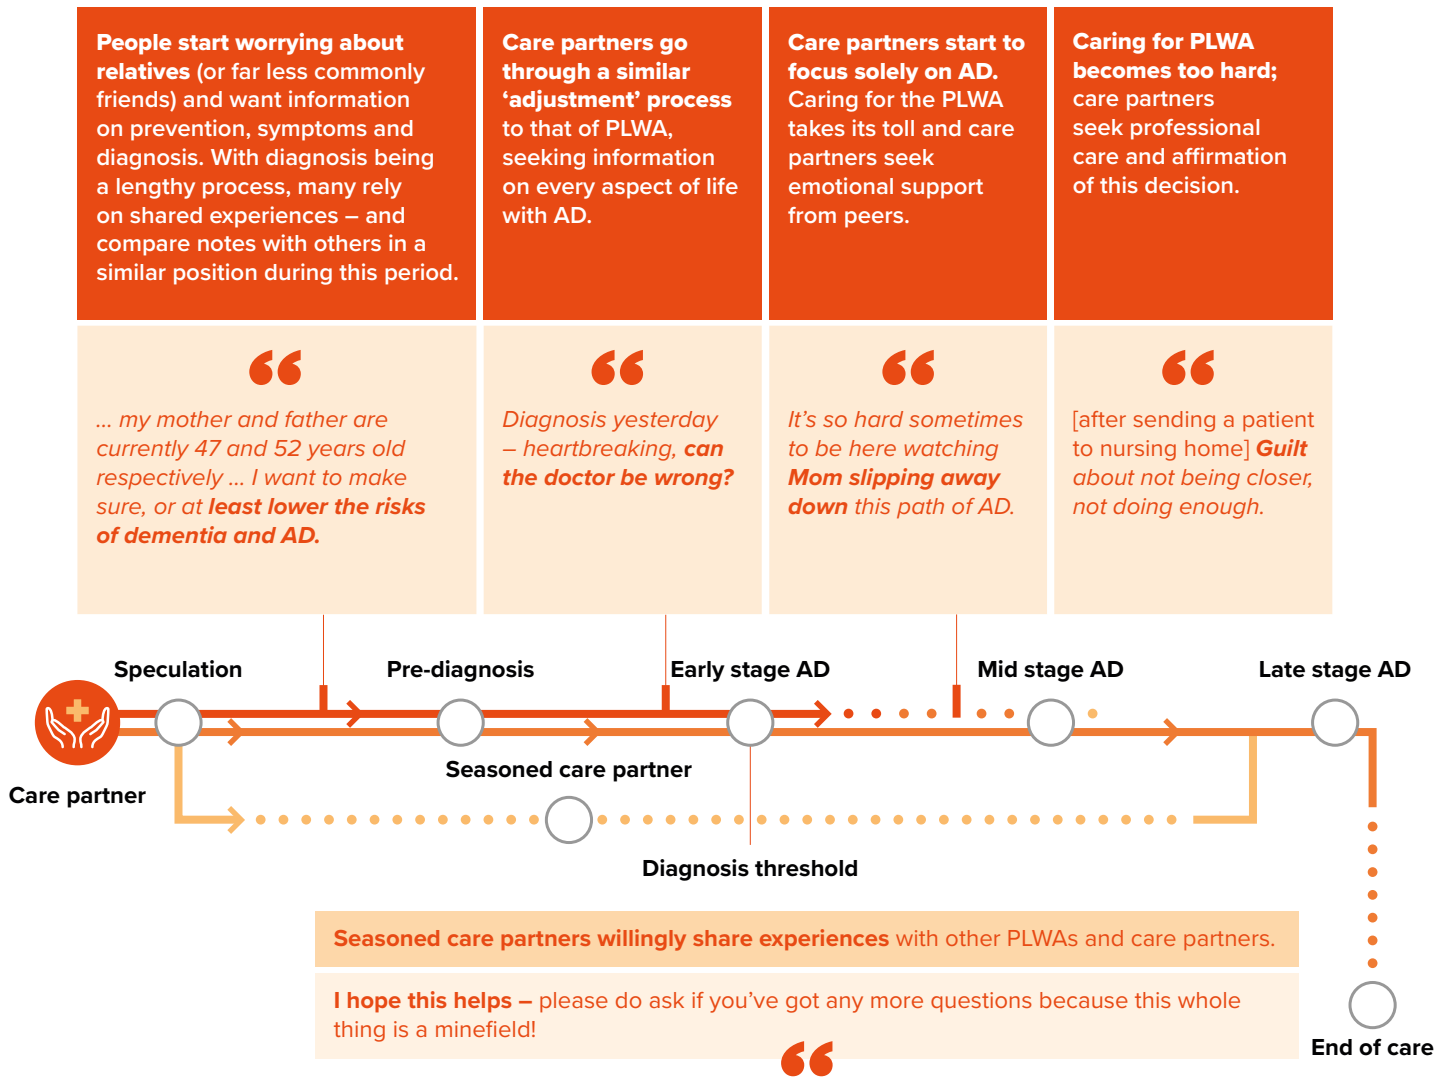 People start worrying about
relatives (or far less commonly
friends) and want information
on prevention, symptoms and
diagnosis. With diagnosis being
a lengthy process, many rely
on shared experiences – and
compare notes with others in a
similar position during this period.
Care partners go
through a similar
‘adjustment’ process
to that of PLWA,
seeking information
on every aspect of life
with AD.
Care partners start to
focus solely on AD.
Caring for the PLWA
takes its toll and care
partners seek
emotional support
from peers.
Caring for PLWA
becomes too hard;
care partners
seek professional
care and affirmation
of this decision.
“
... my mother and father are
currently 47 and 52 years old
respectively ... I want to make
sure, or at least lower the risks
of dementia and AD.
“
Diagnosis yesterday
– heartbreaking, can
the doctor be wrong?
“
It’s so hard sometimes
to be here watching
Mom slipping away
down this path of AD.
“
[after sending a patient
to nursing home] Guilt
about not being closer,
not doing enough.
Speculation
Pre-diagnosis
Early stage AD
Mid stage AD
Late stage AD
Care partner
Seasoned care partner
Diagnosis threshold
Seasoned care partners willingly share experiences with other PLWAs and care partners.
I hope this helps – please do ask if you’ve got any more questions because this whole
thing is a minefield!
“
End of care